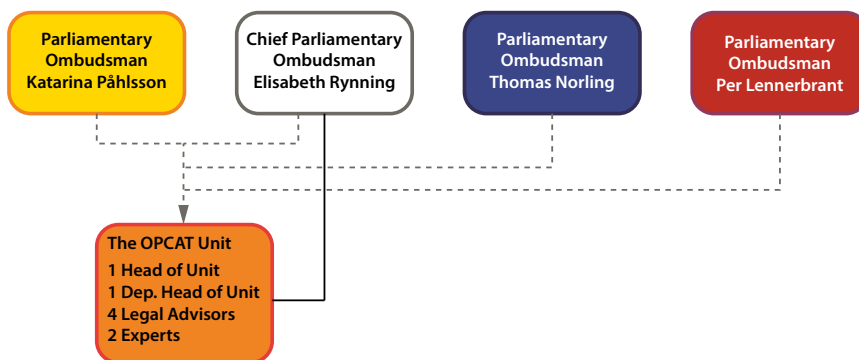 Parliamentary
Ombudsman
Katarina Påhlsson
Chief Parliamentary
Ombudsman
Elisabeth Rynning
Parliamentary
Ombudsman
Thomas Norling
Parliamentary
Ombudsman
Per Lennerbrant
The OPCAT Unit
1 Head of Unit
1 Dep. Head of Unit
4 Legal Advisors
2 Experts